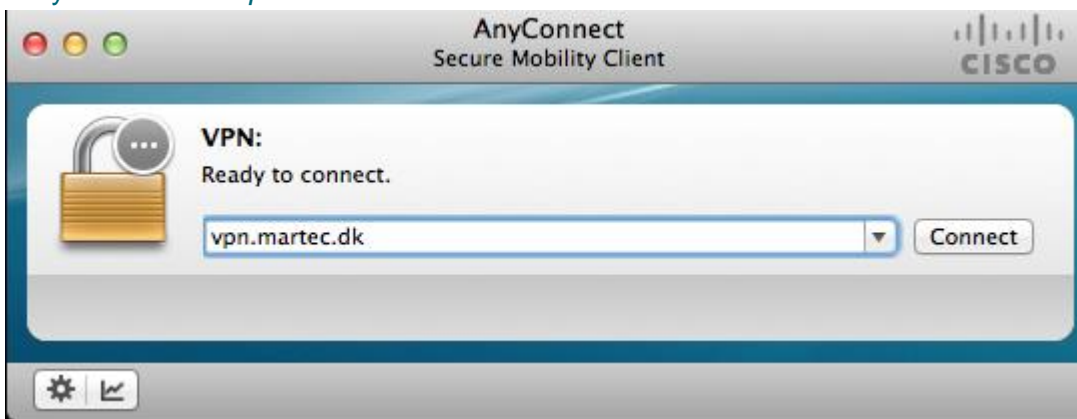 AnyConnect
Secure Mobility Client
CISCO
VPN:
Ready to connect.
vpn.martec.dk
Connect